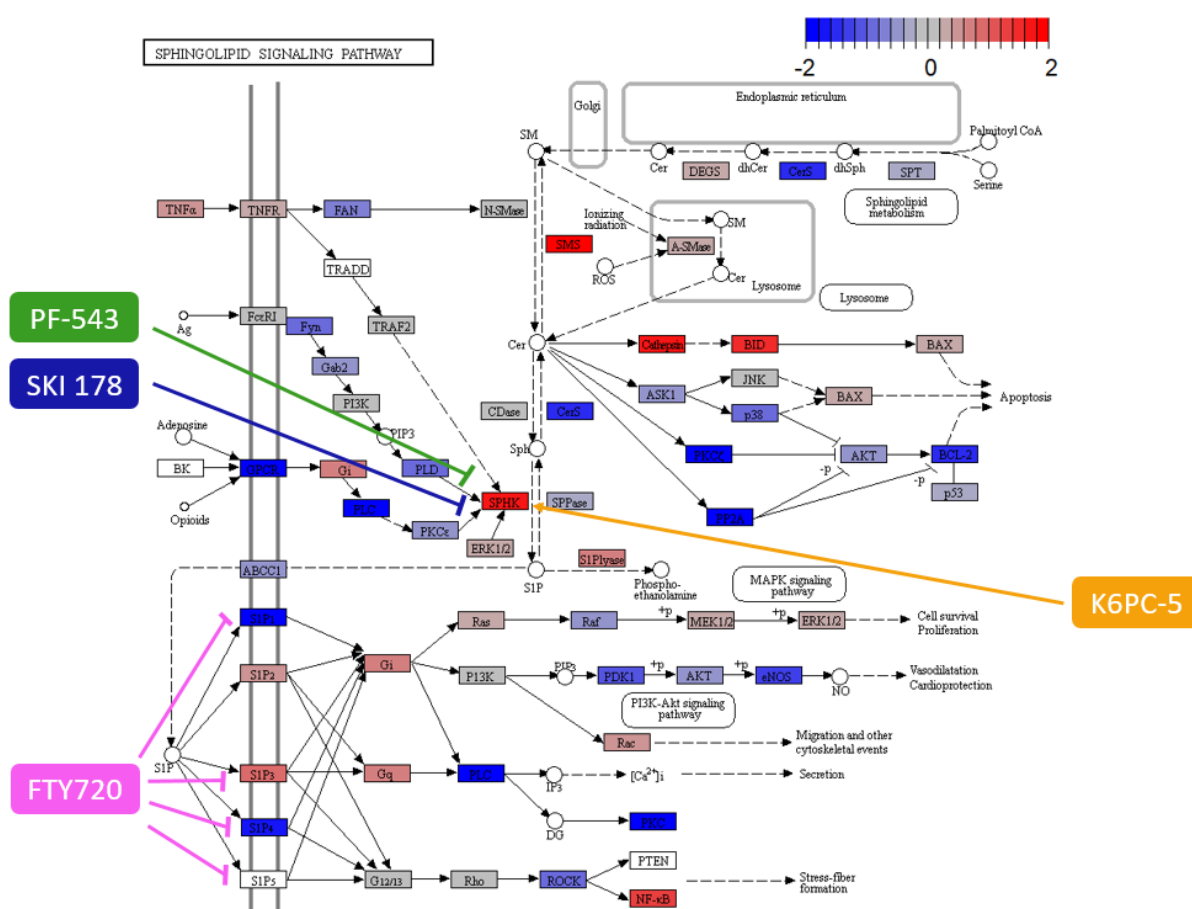 SPHINGOLIPID SIGNALING PATHWAY
-2 0 2
Golgi
Endoplasmic reticulum
SM
Cer
DEGS
dhCer
CerS
dhSph
SPT
Palmitoyl CoA
Serine
Sphingolipid
metabolism
TNFα
TNFR
FAN
N-SMase
Ionizing
radiation
SMS
A-SMase
SM
ROS
Cer
Lysosome
Lysosome
TRADD
PF-543
Ag
FcεRI
Fyn
TRAF2
Cer
Cathepsin
BID
BAX
SKI 178
Gab2
ASK1
JNK
BAX
Apoptosis
PI3K
CDase
CerS
p38
Adenosine
PIP3
Sph
BK
GPCR
Gi
PLD
PKCζ
AKT
BCL-2
-p
-p
p53
Opioids
PLC
SPHK
SPPase
PP2A
PKCε
ERK1/2
ABCC1
S1Plyase
S1P
Phospho-
ethanolamine
MAPK signaling
pathway
K6PC-5
S1P1
Ras
Raf
+p
MEK1/2
+p
ERK1/2
Cell survival
Proliferation
S1P2
Gi
P13K
PIP3
PDK1
+p
AKT
+p
eNOS
NO
Vasodilatation
Cardioprotection
PI3K-Akt signaling
pathway
Rac
Migration and other
cytoskeletal events
S1P
FTY720
S1P3
Gq
PLC
IP3
[Ca2+]i
Secretion
S1P4
DG
PKC
S1P5
G12/13
Rho
ROCK
PTEN
NF-κB
Stress-fiber
formation